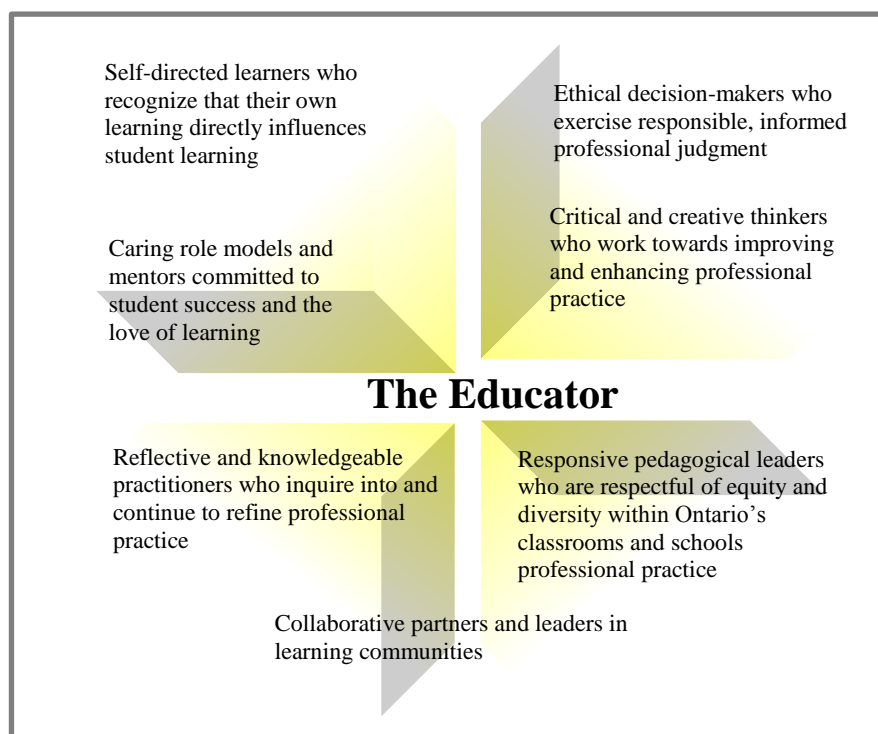 Self-directed learners who
recognize that their own
learning directly influences
student learning
Ethical decision-makers who
exercise responsible, informed
professional judgment
Caring role models and
mentors committed to
student success and the
love of learning
Critical and creative thinkers
who work towards improving
and enhancing professional
practice
The Educator
Reflective and knowledgeable
practitioners who inquire into and
continue to refine professional
practice
Responsive pedagogical leaders
who are respectful of equity and
diversity within Ontario’s
classrooms and schools
professional practice
Collaborative partners and leaders in
learning communities